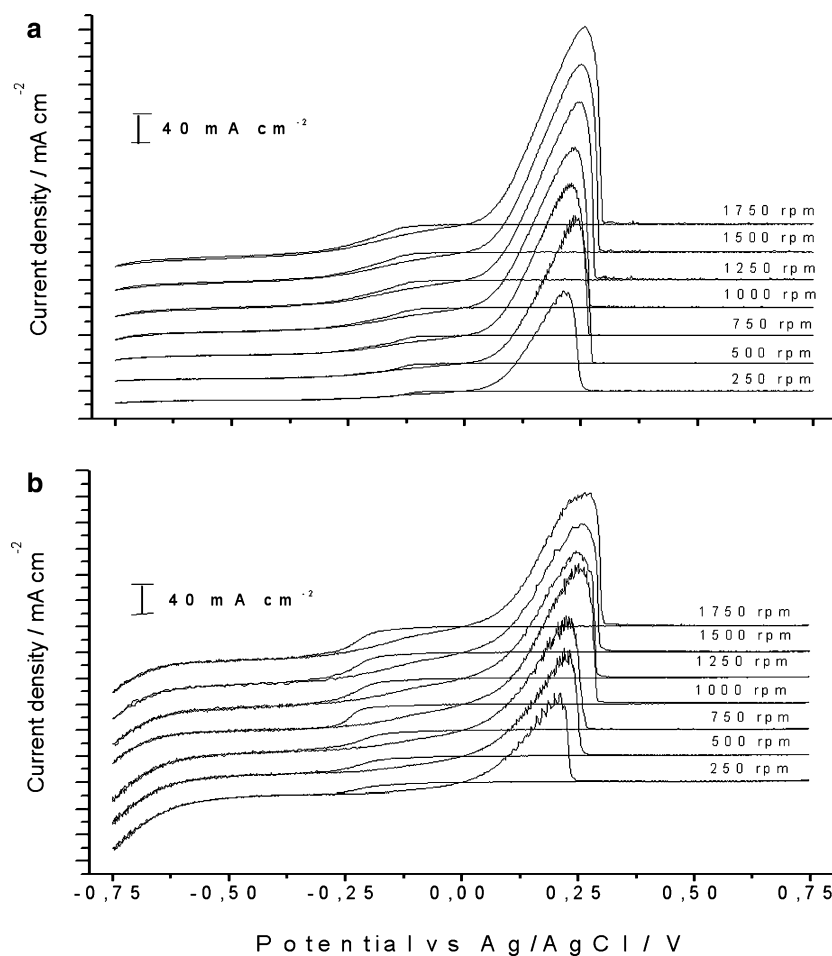 a
Current density / mA cm-2
40 mA cm-2
1750 rpm
1500 rpm
1250 rpm
1000 rpm
750 rpm
500 rpm
250 rpm
b
Current density / mA cm-2
40 mA cm-2
1750 rpm
1500 rpm
1250 rpm
1000 rpm
750 rpm
500 rpm
250 rpm
-0,75 -0,50 -0,25 0,00 0,25 0,50 0,75
Potential vs Ag/AgCl / V